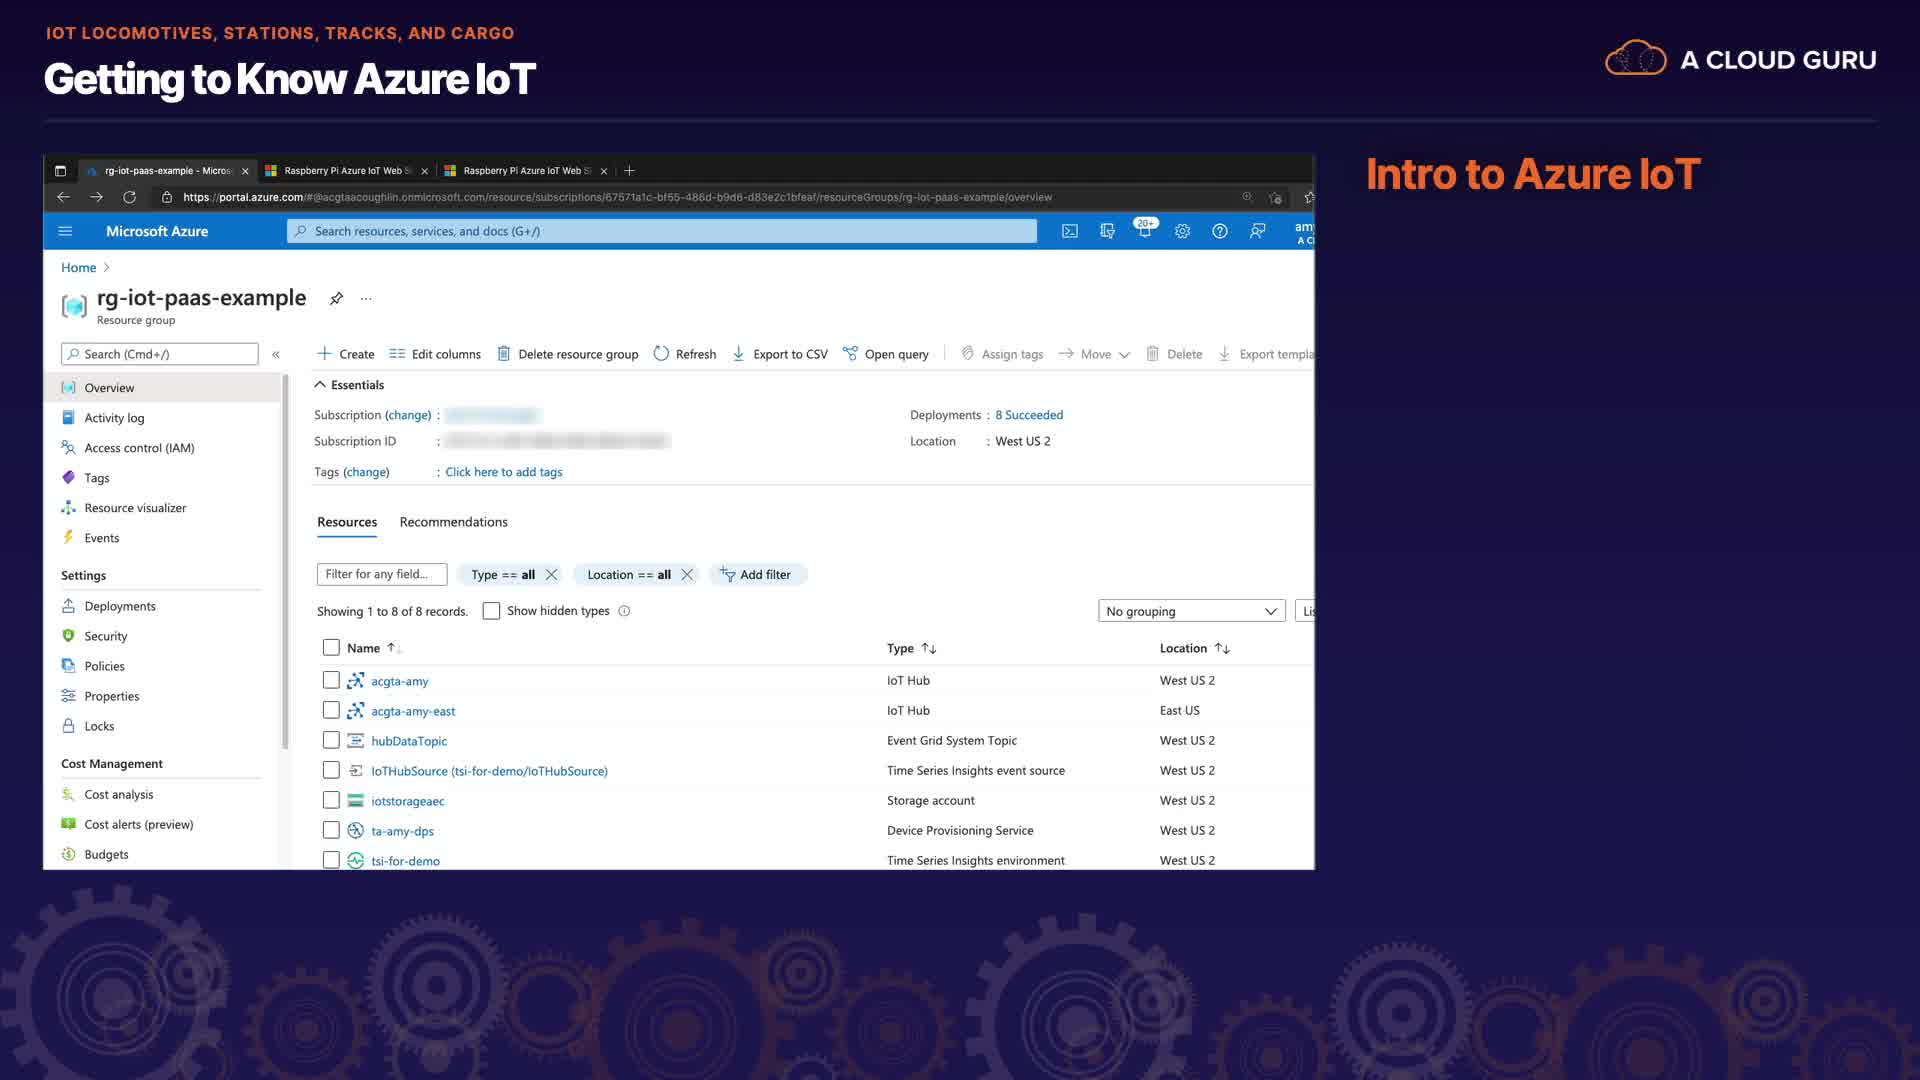 IOT LOCOMOTIVES, STATIONS, TRACKS, AND CARGO
Getting to Know Azure IoT
A CLOUD GURU
Intro to Azure IoT
rg-iot-paas-example - Micros
Raspberry Pi Azure IoT Web S
Raspberry Pi Azure IoT Web Si
https://portal.azure.com/#@acgtaacoughlin.onmicrosoft.com/resource/subscriptions/67571a1c-bf55-486d-b9d6-d83e2c1bfeaf/resourceGroups/rg-iot-paas-example/overview
Microsoft Azure
Search resources, services, and docs (G+/)
20+
am
A Cl
Home
rg-iot-paas-example
Resource group
Search (Cmd+/)
Create Edit columns Delete resource group Refresh Export to CSV Open query Assign tags Move Delete Export templa
Overview
Activity log
Access control (IAM)
Tags
Resource visualizer
Events
Settings
Deployments
Security
Policies
Properties
Locks
Cost Management
Cost analysis
Cost alerts (preview)
Budgets
Essentials
Subscription (change) :
Deployments : 8 Succeeded
Subscription ID :
Location : West US 2
Tags (change) : Click here to add tags
Resources Recommendations
Filter for any field...
Type == all
Location == all
Add filter
Showing 1 to 8 of 8 records.
Show hidden types
No grouping
Lis
Name Type Location
acgta-amy IoT Hub West US 2
acgta-amy-east IoT Hub East US
hubDataTopic Event Grid System Topic West US 2
IoTHubSource (tsi-for-demo/IoTHubSource) Time Series Insights event source West US 2
iotstorageaec Storage account West US 2
ta-amy-dps Device Provisioning Service West US 2
tsi-for-demo Time Series Insights environment West US 2